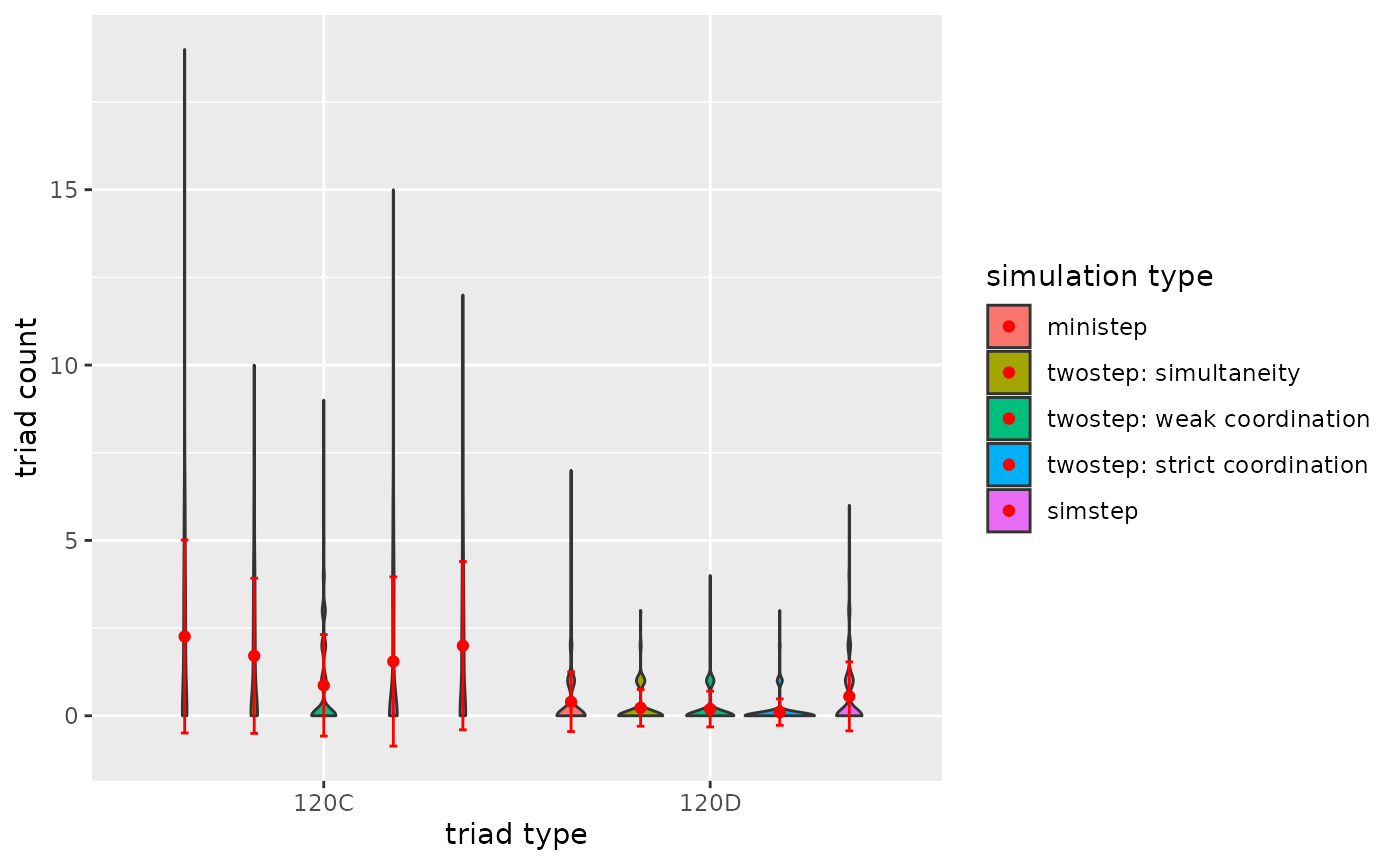 triad count
15
10
5
0
120C
120D
triad type
simulation type
ministep
twostep: simultaneity
twostep: weak coordination
twostep: strict coordination
simstep